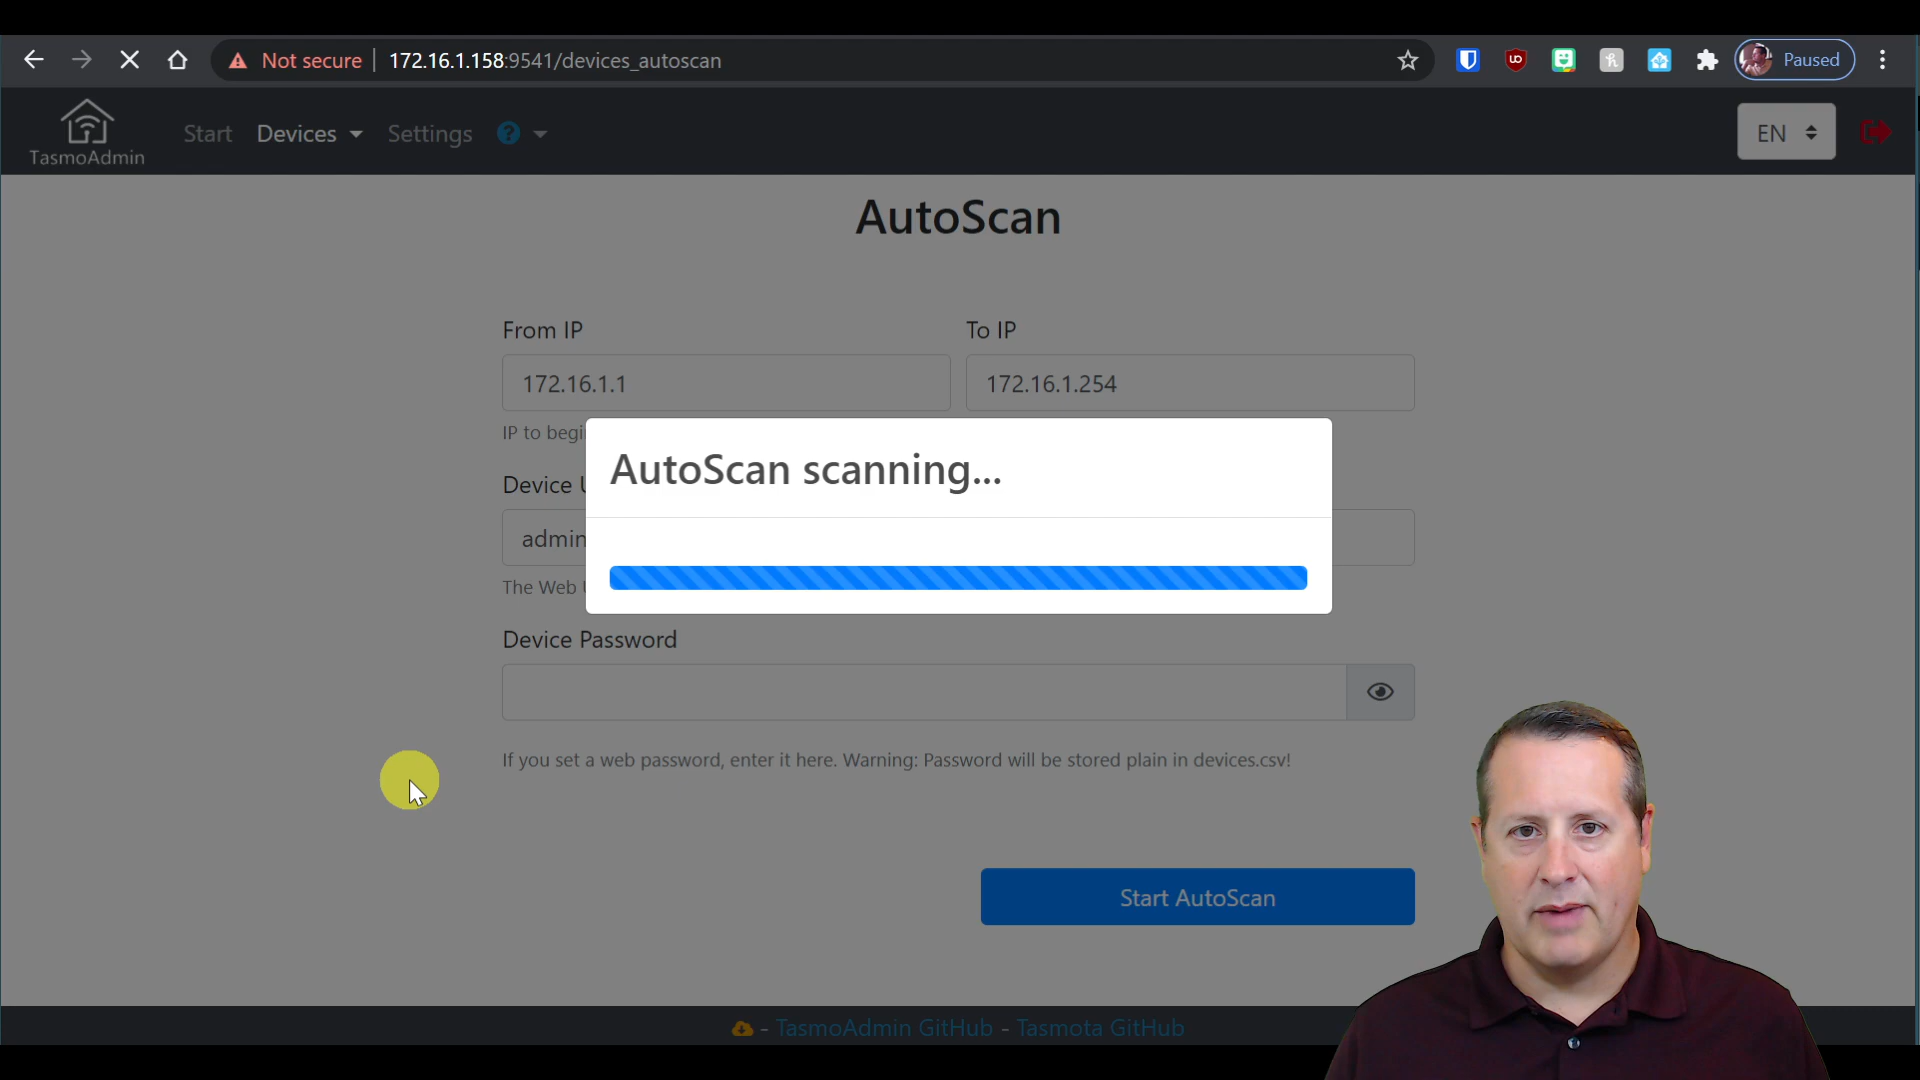 Not secure | 172.16.1.158:9541/devices_autoscan
Paused
TasmoAdmin
Start
Devices
Settings
EN
AutoScan
From IP
To IP
172.16.1.1
172.16.1.254
IP to begi
AutoScan scanning...
Device
admin
The Web
Device Password
If you set a web password, enter it here. Warning: Password will be stored plain in devices.csv!
Start AutoScan
- TasmoAdmin GitHub - Tasmota GitHub